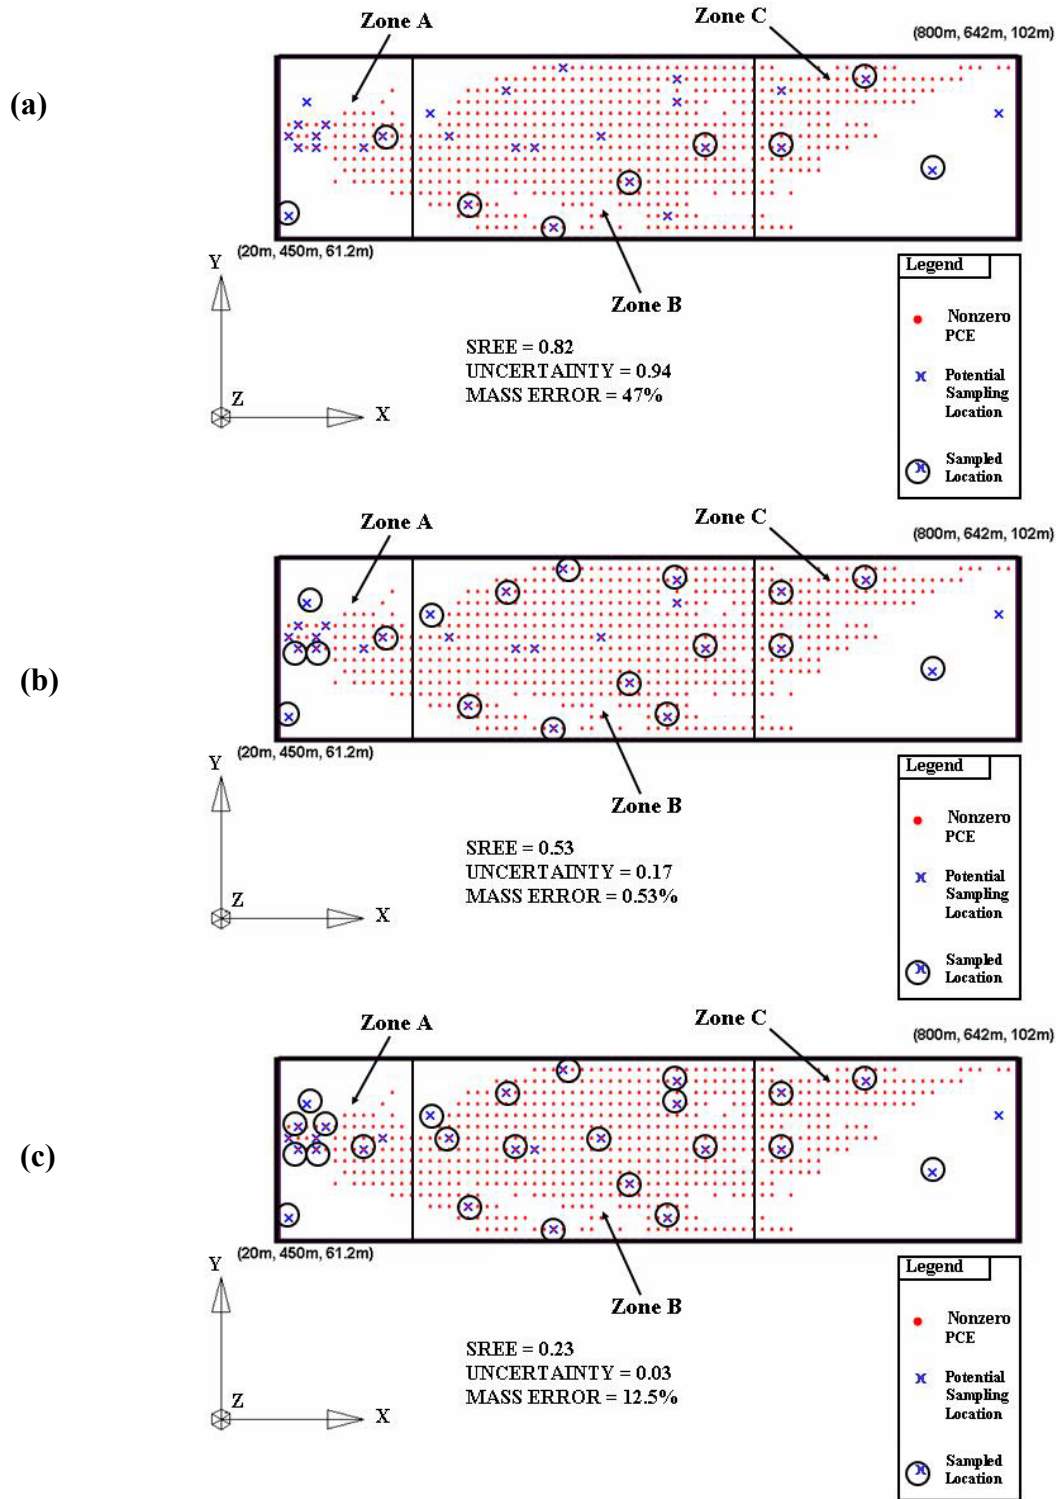 Zone A
Zone C
(800m, 642m, 102m)
(a)
(20m, 450m, 61.2m)
Y
Zone B
Z
X
SREE = 0.82
UNCERTAINTY = 0.94
MASS ERROR = 47%
Legend
Nonzero
PCE
Potential
Sampling
Location
Sampled
Location
Zone A
Zone C
(800m, 642m, 102m)
(b)
(20m, 450m, 61.2m)
Y
Zone B
Z
X
SREE = 0.53
UNCERTAINTY = 0.17
MASS ERROR = 0.53%
Legend
Nonzero
PCE
Potential
Sampling
Location
Sampled
Location
Zone A
Zone C
(800m, 642m, 102m)
(c)
(20m, 450m, 61.2m)
Y
Zone B
Z
X
SREE = 0.23
UNCERTAINTY = 0.03
MASS ERROR = 12.5%
Legend
Nonzero
PCE
Potential
Sampling
Location
Sampled
Location